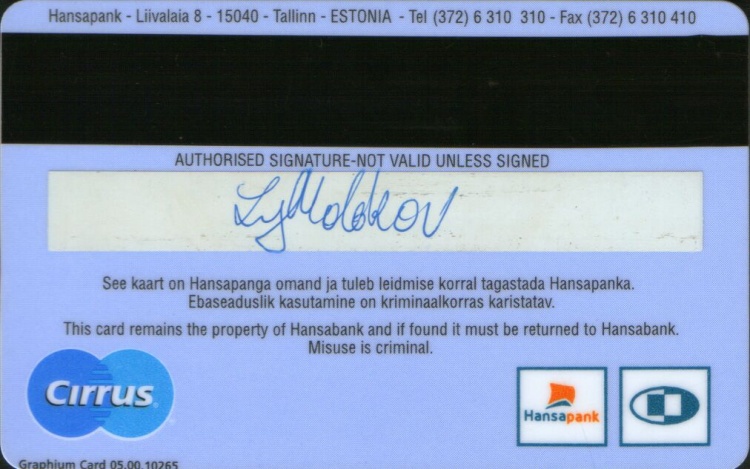 Hansapank - Liivalaia 8 - 15040 - Tallinn - ESTONIA - Tel (372) 6 310 310 - Fax (372) 6 310 410
AUTHORISED SIGNATURE-NOT VALID UNLESS SIGNED
See kaart on Hansapanga omand ja tuleb leidmise korral tagastada Hansapanka.
Ebaseaduslik kasutamine on kriminaalkorras karistatav.
This card remains the property of Hansabank and if found it must be returned to Hansabank.
Misuse is criminal.
Cirrus
Hansapank
Graphium Card 05.00.10265